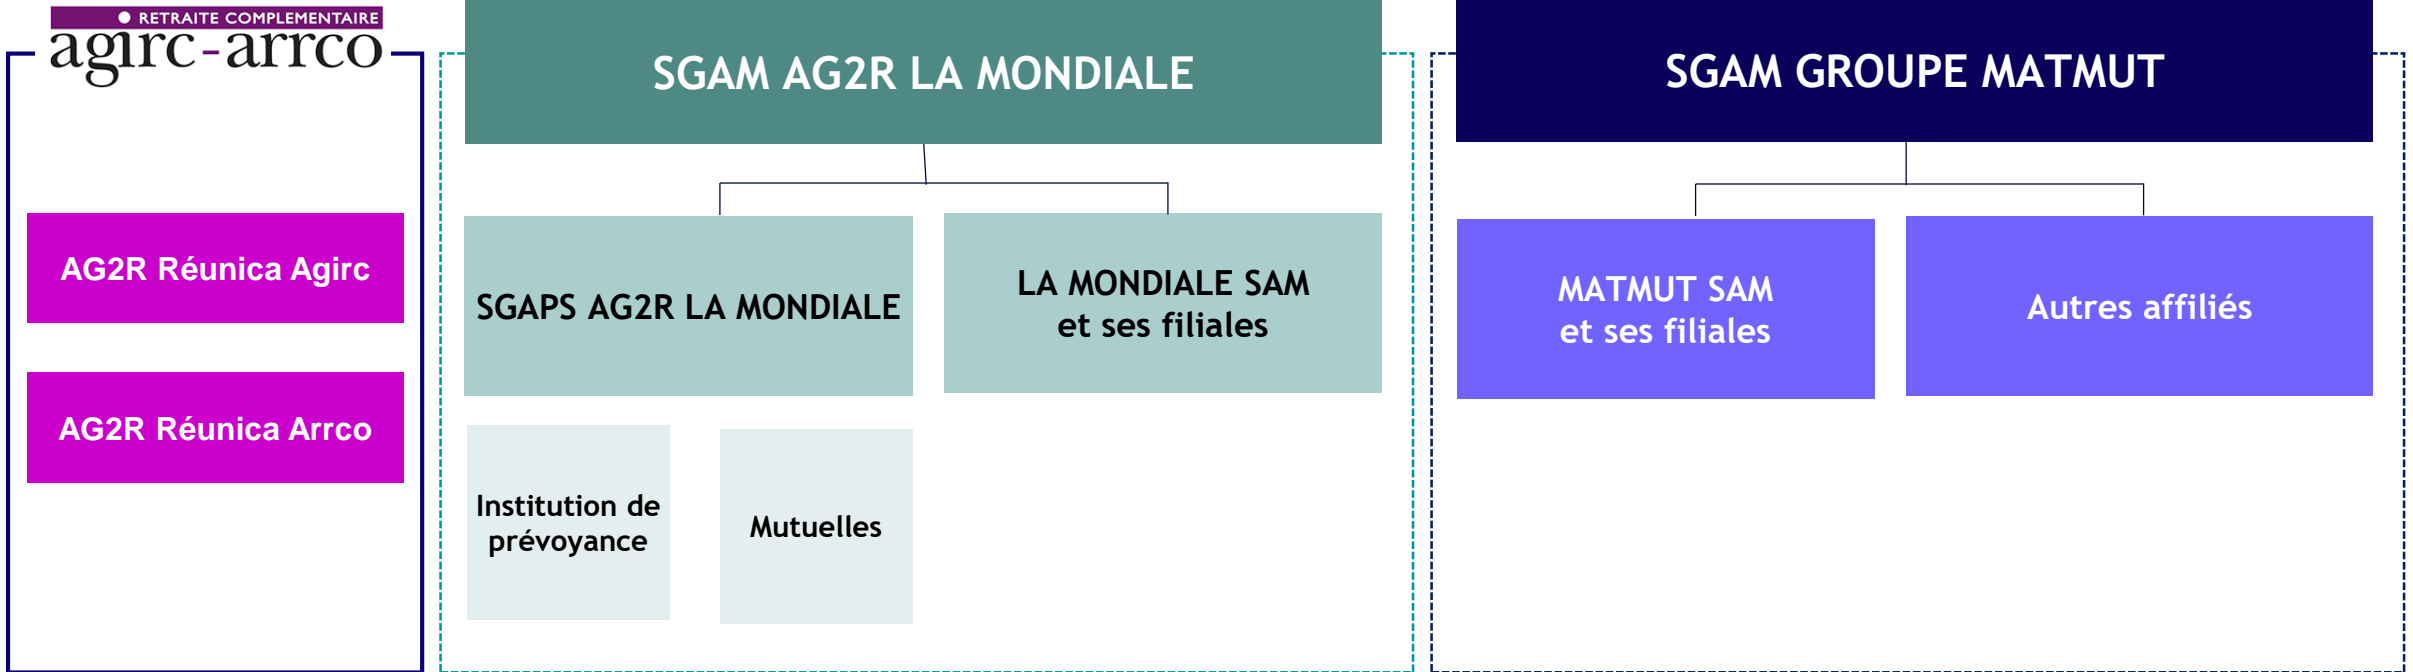 RETRAITE COMPLEMENTAIRE
agirc-arrco
AG2R Réunica Agirc
AG2R Réunica Arrco
SGAM AG2R LA MONDIALE
SGAPS AG2R LA MONDIALE
LA MONDIALE SAM
et ses filiales
Institution de
prévoyance
Mutuelles
SGAM GROUPE MATMUT
MATMUT SAM
et ses filiales
Autres affiliés